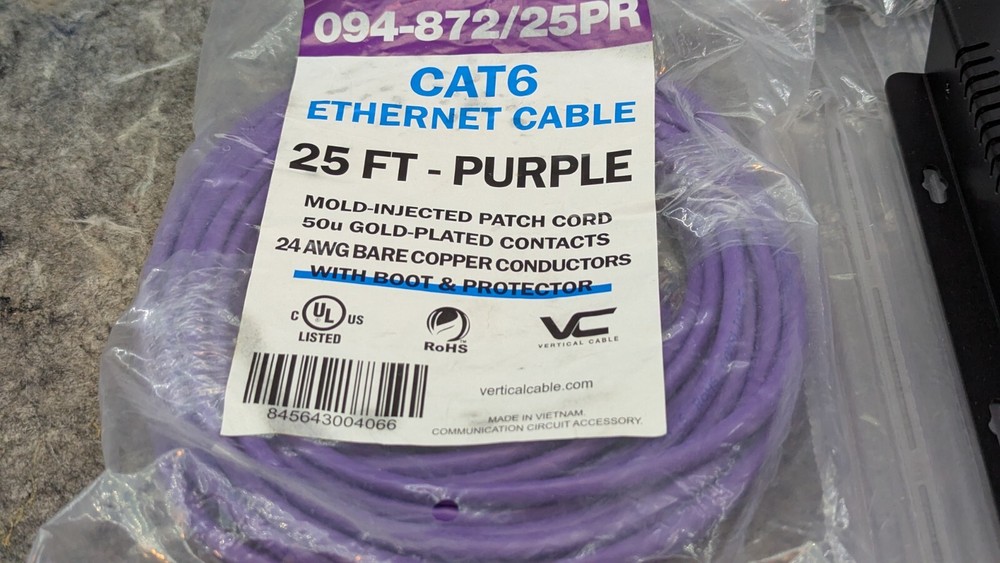 094-872/25PR
CAT6
ETHERNET CABLE
25 FT - PURPLE
MOLD-INJECTED PATCH CORD
50u GOLD-PLATED CONTACTS
24 AWG BARE COPPER CONDUCTORS
WITH BOOT & PROTECTOR
C UL US
LISTED
RoHS
VC
VERTICAL CABLE
845643004066
verticalcable.com
MADE IN VIETNAM.
COMMUNICATION CIRCUIT ACCESSORY.